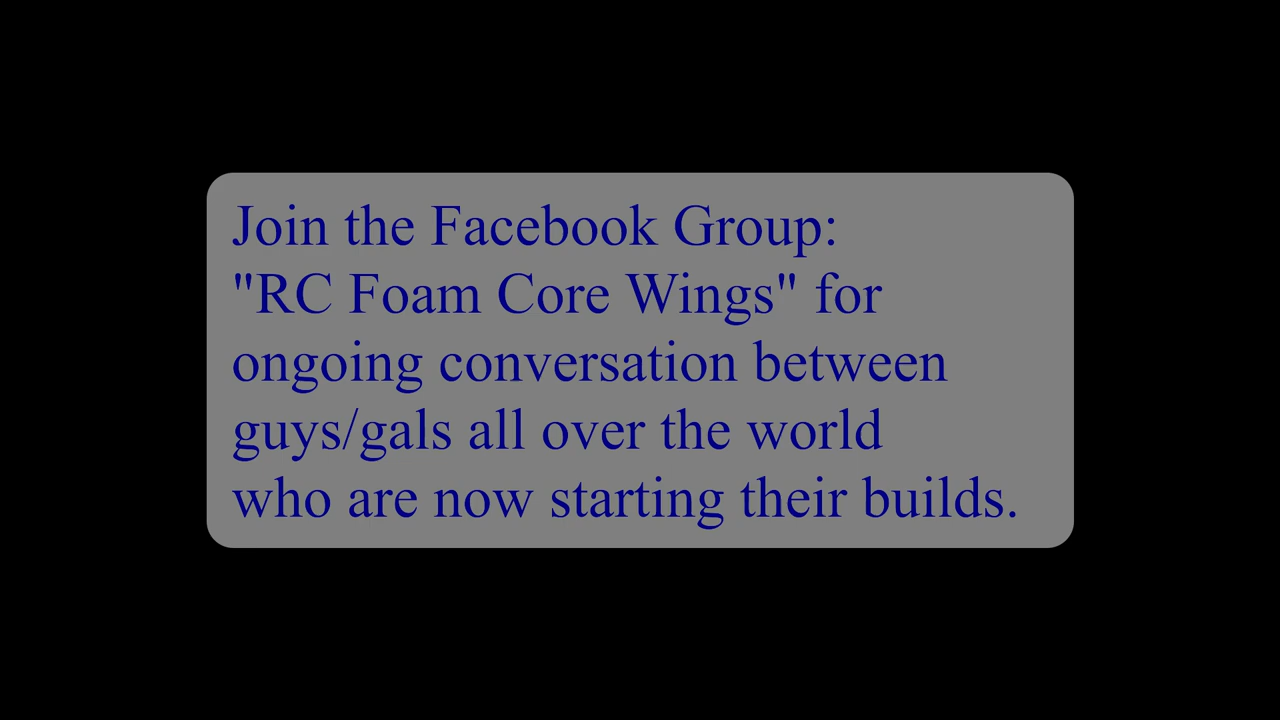 Join the Facebook Group:
"RC Foam Core Wings" for
ongoing conversation between
guys/gals all over the world
who are now starting their builds.